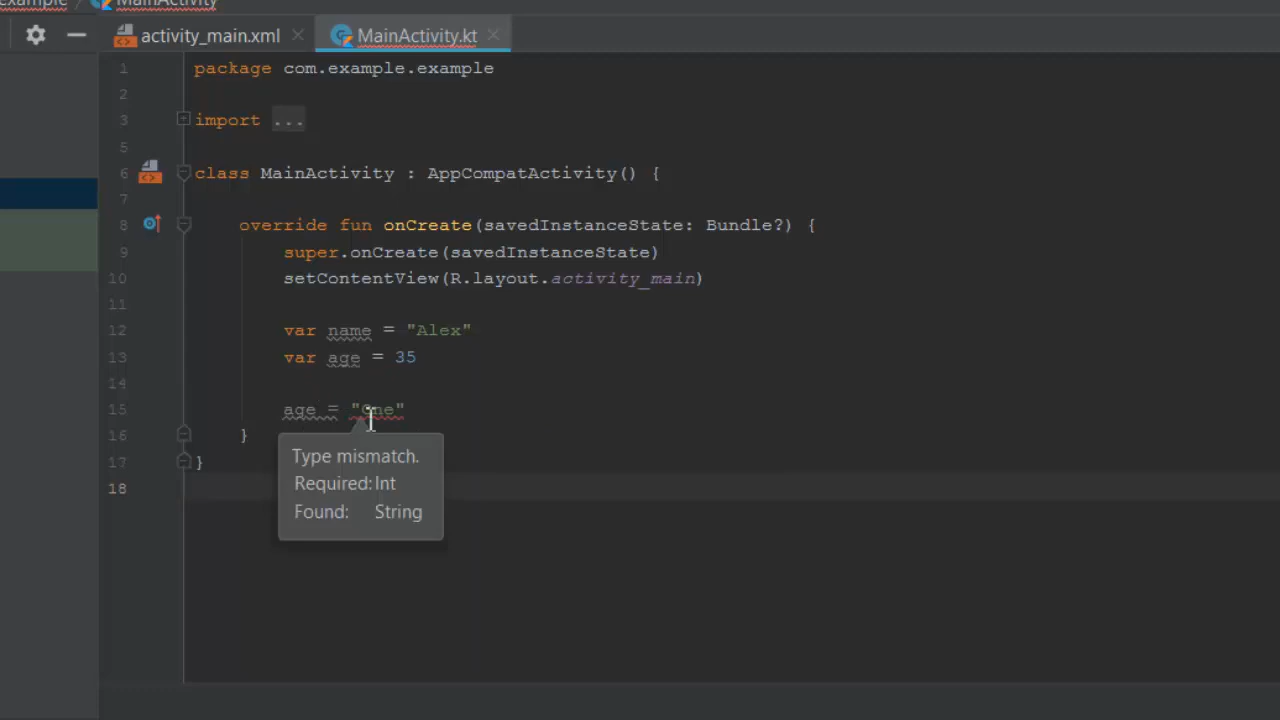 example / MainActivity
activity_main.xml MainActivity.kt
1 package com.example.example
2
3 import ...
5
6 class MainActivity : AppCompatActivity() {
7
8 override fun onCreate(savedInstanceState: Bundle?) {
9 super.onCreate(savedInstanceState)
10 setContentView(R.layout.activity_main)
11
12 var name = "Alex"
13 var age = 35
14
15 age = "One"
16 }
17 }
18
Type mismatch.
Required: Int
Found: String